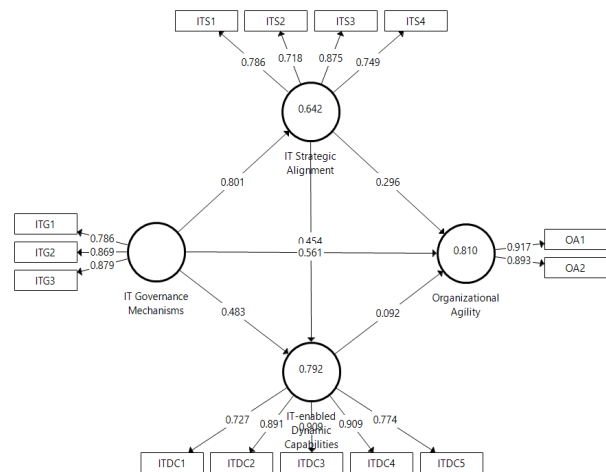 ITS1 ITS2 ITS3 ITS4
0.786 0.718 0.875 0.749
0.642
IT Strategic
Alignment
0.801 0.296
ITG1
ITG2
ITG3
0.786
0.869
0.879
IT Governance
Mechanisms
0.454
0.561
0.810
Organizational
Agility
0.917
0.893
OA1
OA2
0.483 0.092
0.792
IT-enabled
Dynamic
Capabilities
0.727 0.891 0.909 0.909 0.774
ITDC1 ITDC2 ITDC3 ITDC4 ITDC5